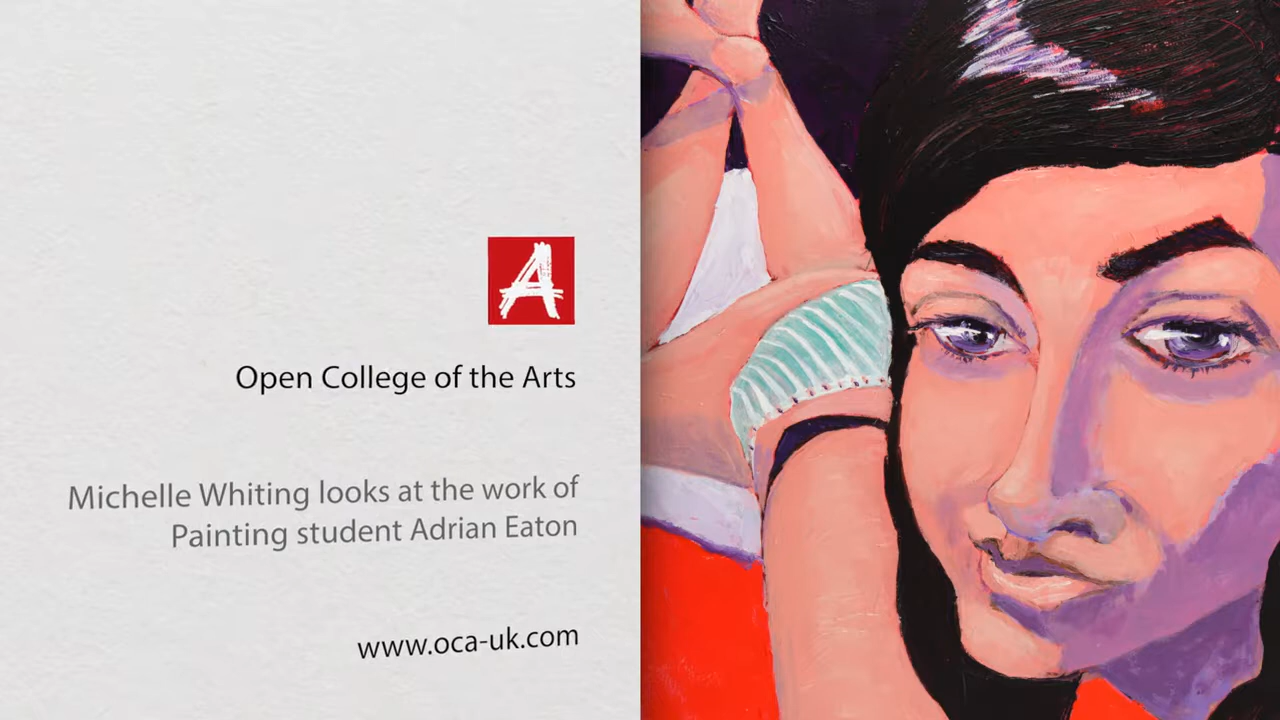 A
Open College of the Arts
Michelle Whiting looks at the work of
Painting student Adrian Eaton
www.oca-uk.com